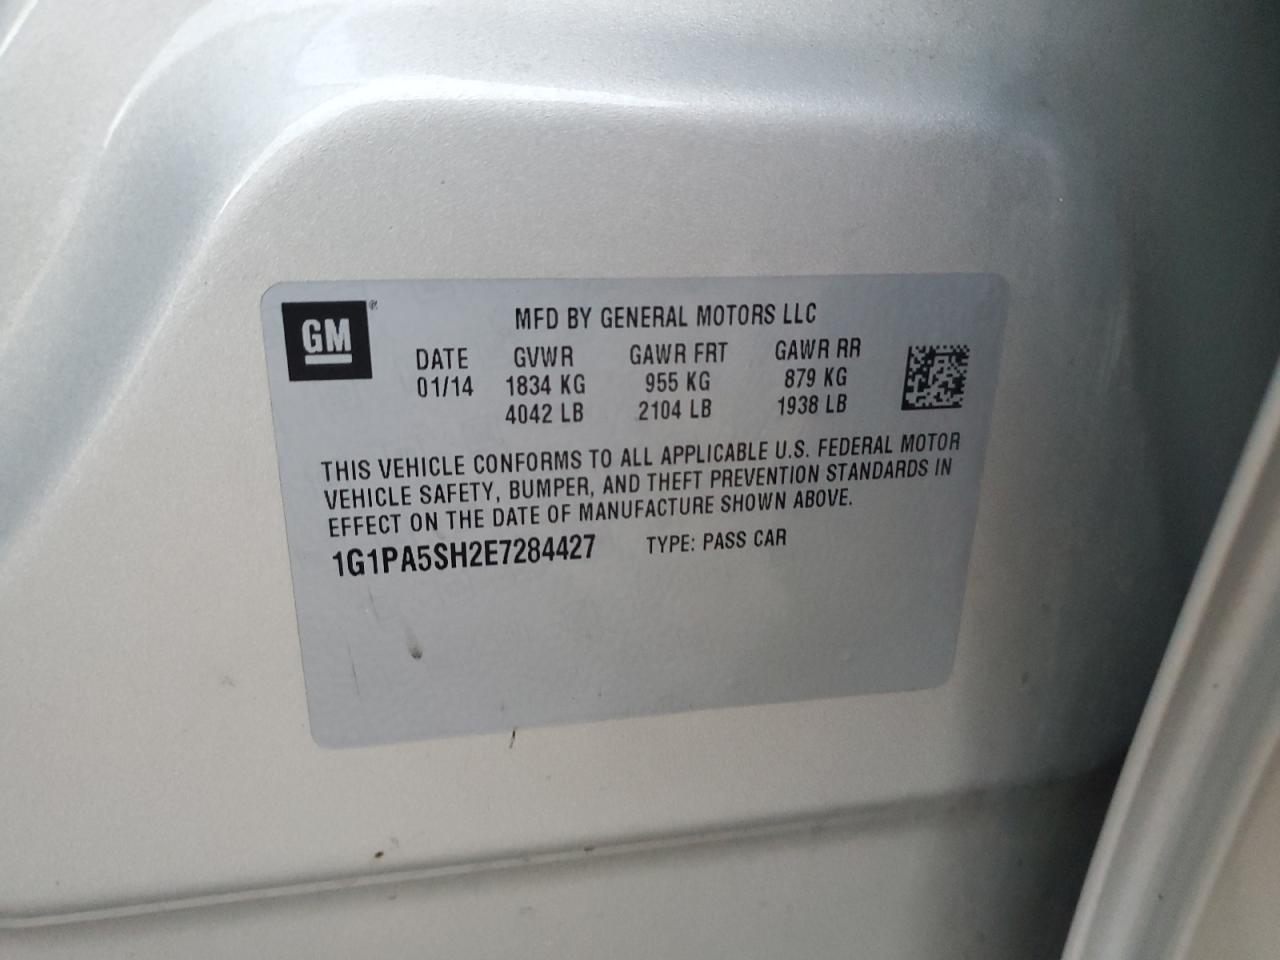 GM®
MFD BY GENERAL MOTORS LLC
DATE GVWR GAWR FRT GAWR RR
01/14 1834 KG 955 KG 879 KG
4042 LB 2104 LB 1938 LB
THIS VEHICLE CONFORMS TO ALL APPLICABLE U.S. FEDERAL MOTOR
VEHICLE SAFETY, BUMPER, AND THEFT PREVENTION STANDARDS IN
EFFECT ON THE DATE OF MANUFACTURE SHOWN ABOVE.
1G1PA5SH2E7284427 TYPE: PASS CAR